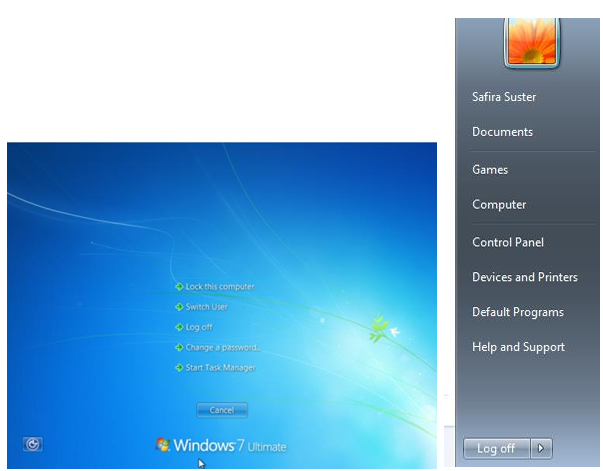 Lock this computer
Switch User
Log off
Change a password...
Start Task Manager
Cancel
Windows 7 Ultimate
Safira Suster
Documents
Games
Computer
Control Panel
Devices and Printers
Default Programs
Help and Support
Log off